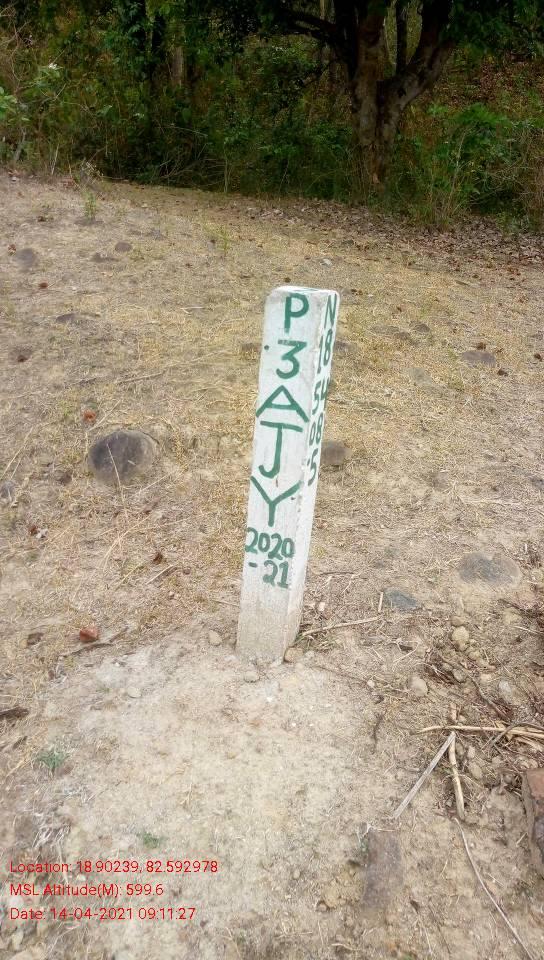 P
3
A
J
Y
2020
-21
N
18
54
08
.5
Location: 18.90239, 82.592978
MSL Altitude(M): 599.6
Date: 14-04-2021 09:11:27